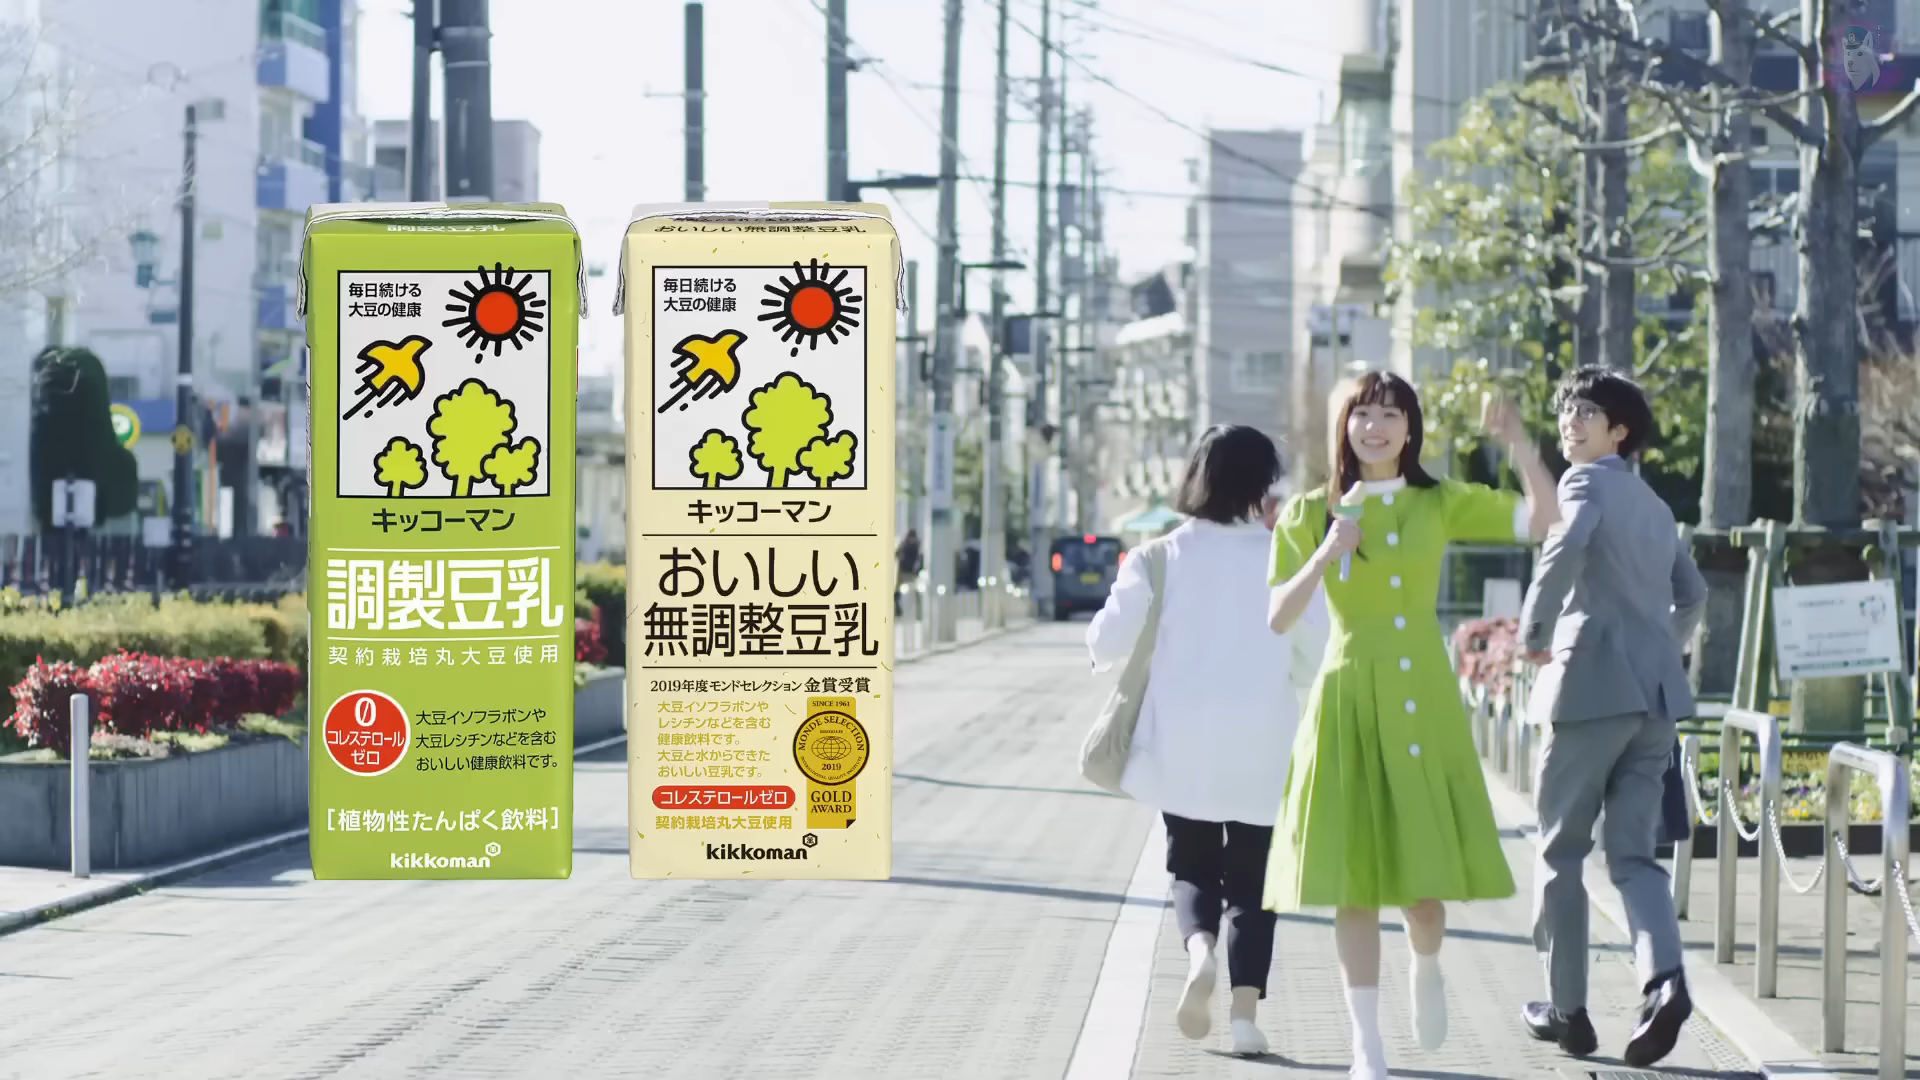 調製豆乳
毎日続ける
大豆の健康
キッコーマン
調製豆乳
契約栽培丸大豆使用
0
コレステロール
ゼロ
大豆イソフラボンや
大豆レシチンなどを含む
おいしい健康飲料です。
[植物性たんぱく飲料]
kikkoman
おいしい無調整豆乳
毎日続ける
大豆の健康
キッコーマン
おいしい
無調整豆乳
2019年度モンドセレクション金賞受賞
大豆イソフラボンや
レシチンなどを含む
健康飲料です。
大豆と水からできた
おいしい豆乳です。
SINCE 1961
MONDE SELECTION
2019
GOLD
AWARD
コレステロールゼロ
契約栽培丸大豆使用
kikkoman